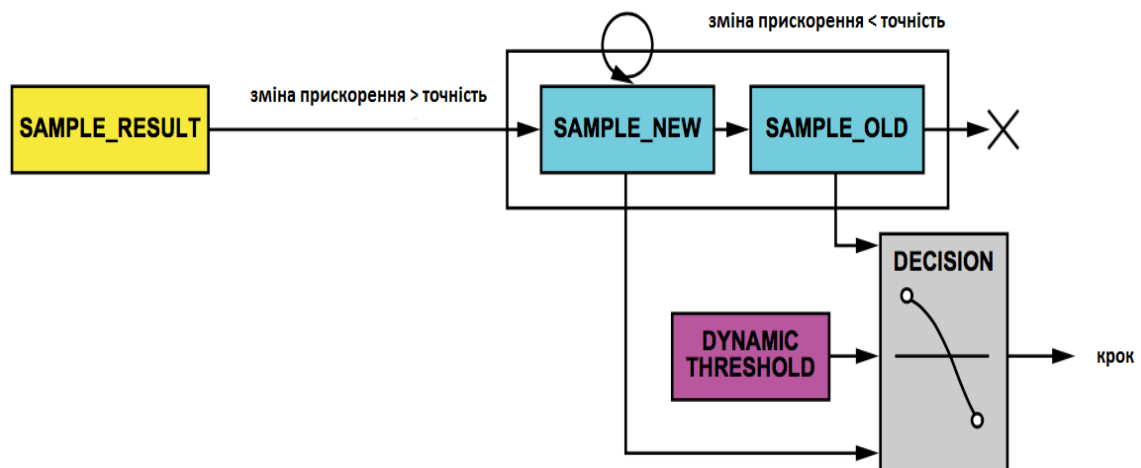 зміна прискорення < точність
зміна прискорення > точність
SAMPLE_RESULT
SAMPLE_NEW
SAMPLE_OLD
DECISION
DYNAMIC
THRESHOLD
крок